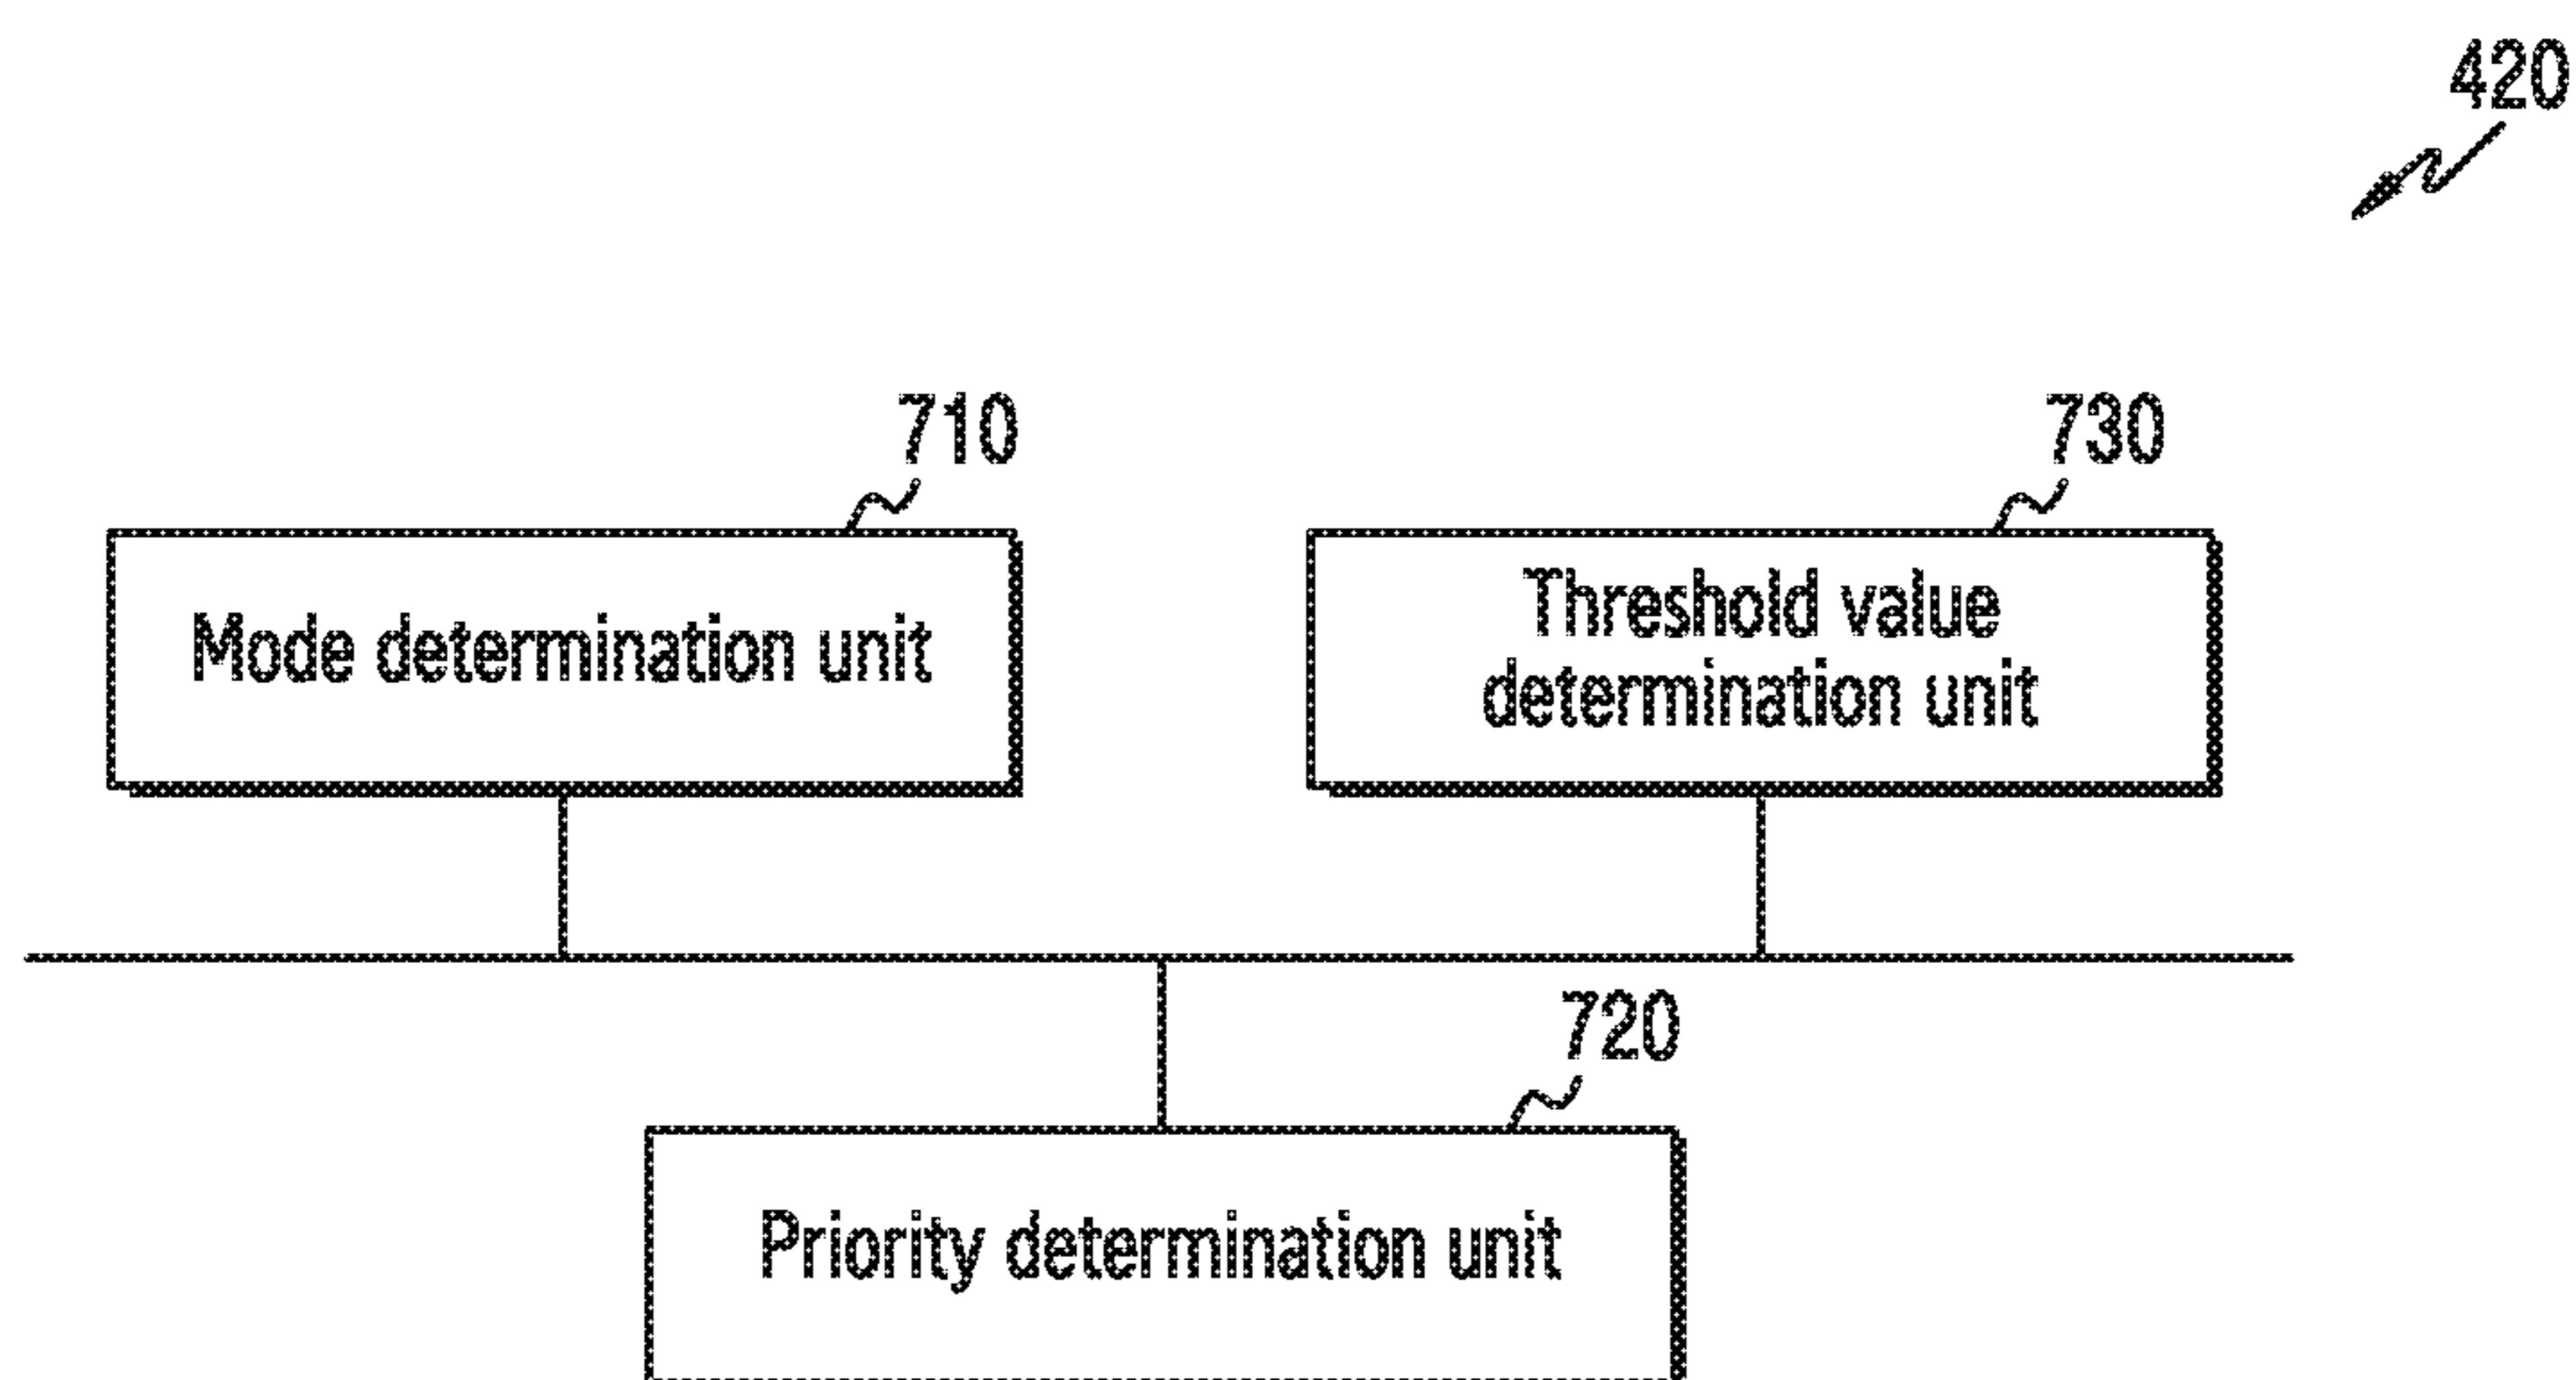 420
710
730
Mode determination unit
Threshold value
determination unit
720
Priority determination unit